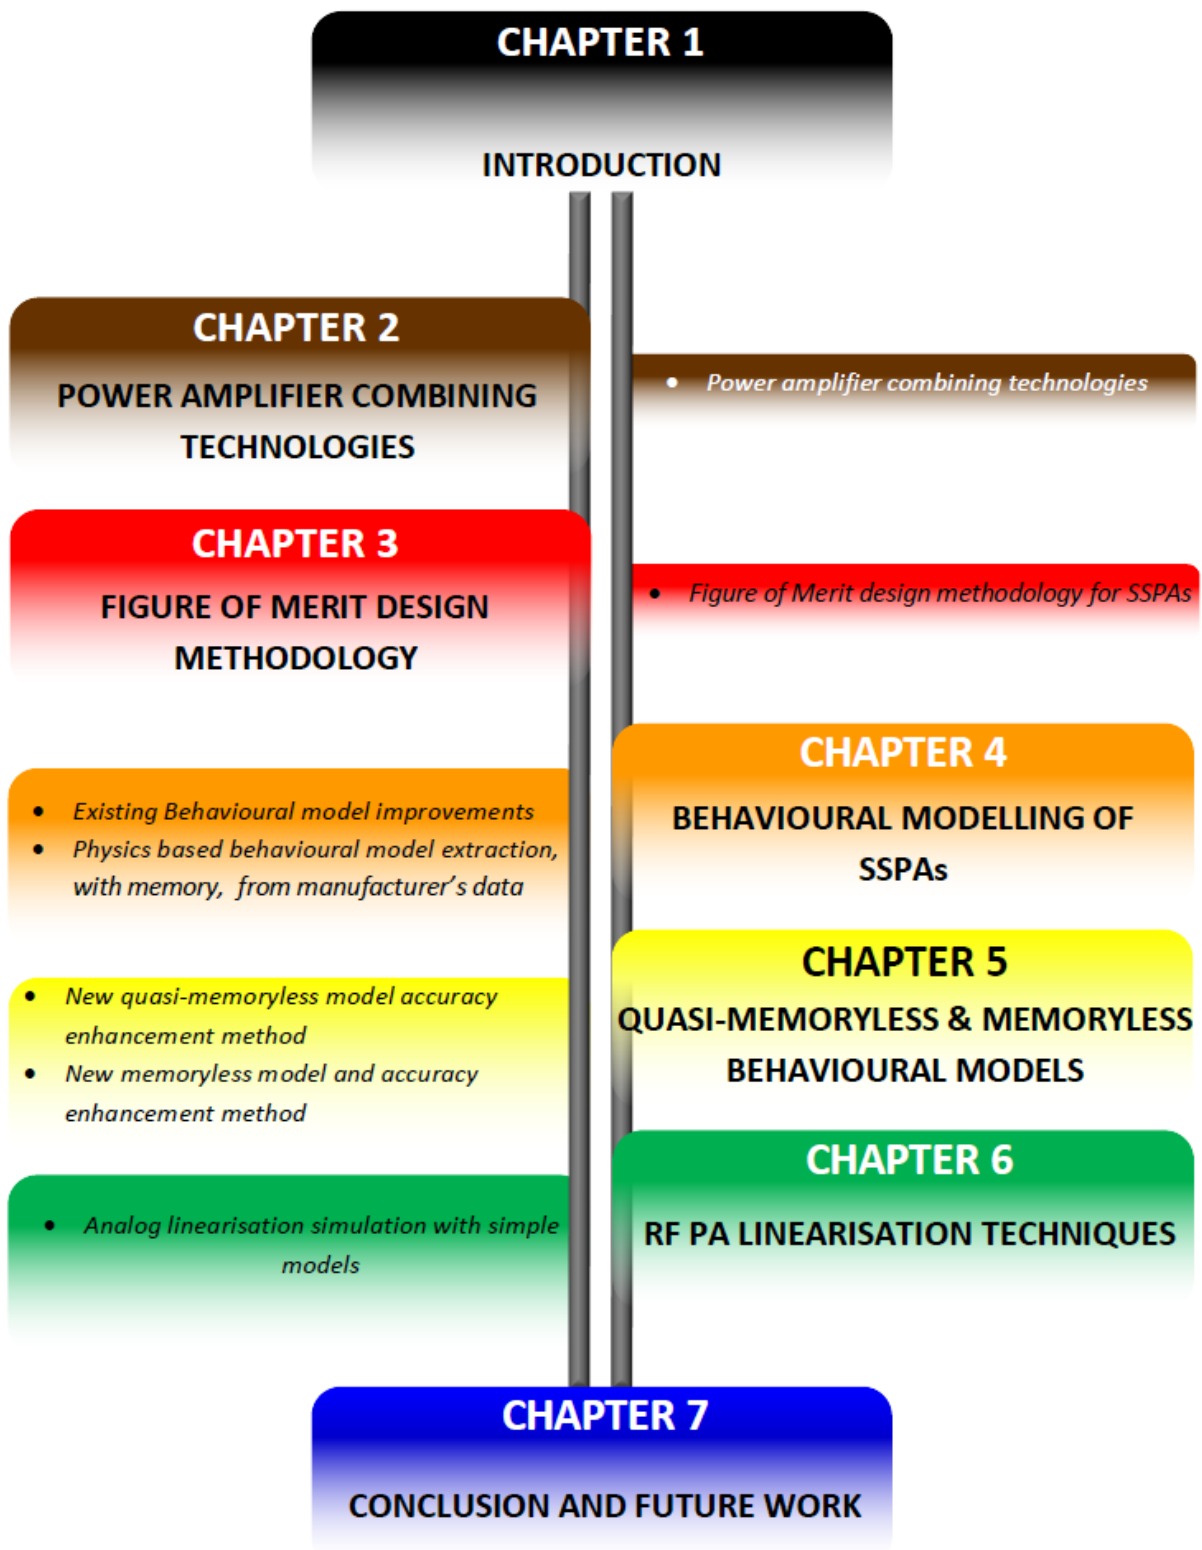 CHAPTER 1
INTRODUCTION
CHAPTER 2
POWER AMPLIFIER COMBINING
TECHNOLOGIES
• Power amplifier combining technologies
CHAPTER 3
FIGURE OF MERIT DESIGN
METHODOLOGY
• Figure of Merit design methodology for SSPAs
CHAPTER 4
BEHAVIOURAL MODELLING OF
SSPAs
• Existing Behavioural model improvements
• Physics based behavioural model extraction,
with memory, from manufacturer's data
CHAPTER 5
QUASI-MEMORYLESS & MEMORYLESS
BEHAVIOURAL MODELS
• New quasi-memoryless model accuracy
enhancement method
• New memoryless model and accuracy
enhancement method
CHAPTER 6
RF PA LINEARISATION TECHNIQUES
• Analog linearisation simulation with simple
models
CHAPTER 7
CONCLUSION AND FUTURE WORK